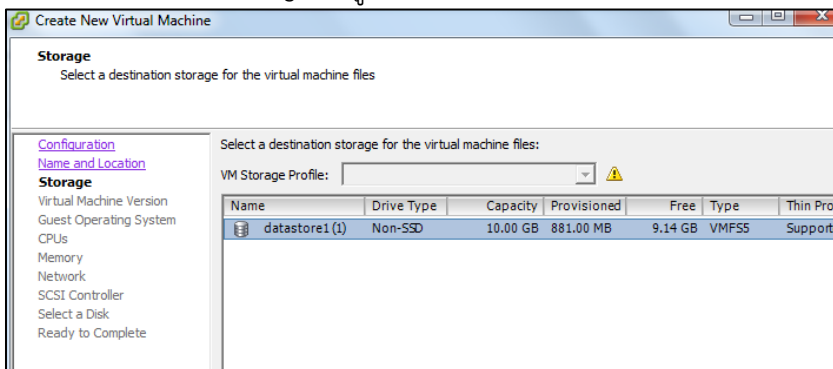 Create New Virtual Machine
Storage
Select a destination storage for the virtual machine files
Configuration
Name and Location
Storage
Virtual Machine Version
Guest Operating System
CPUs
Memory
Network
SCSI Controller
Select a Disk
Ready to Complete
Select a destination storage for the virtual machine files:
VM Storage Profile:
Name Drive Type Capacity Provisioned Free Type Thin Pro
datastore1 (1) Non-SSD 10.00 GB 881.00 MB 9.14 GB VMFS5 Support